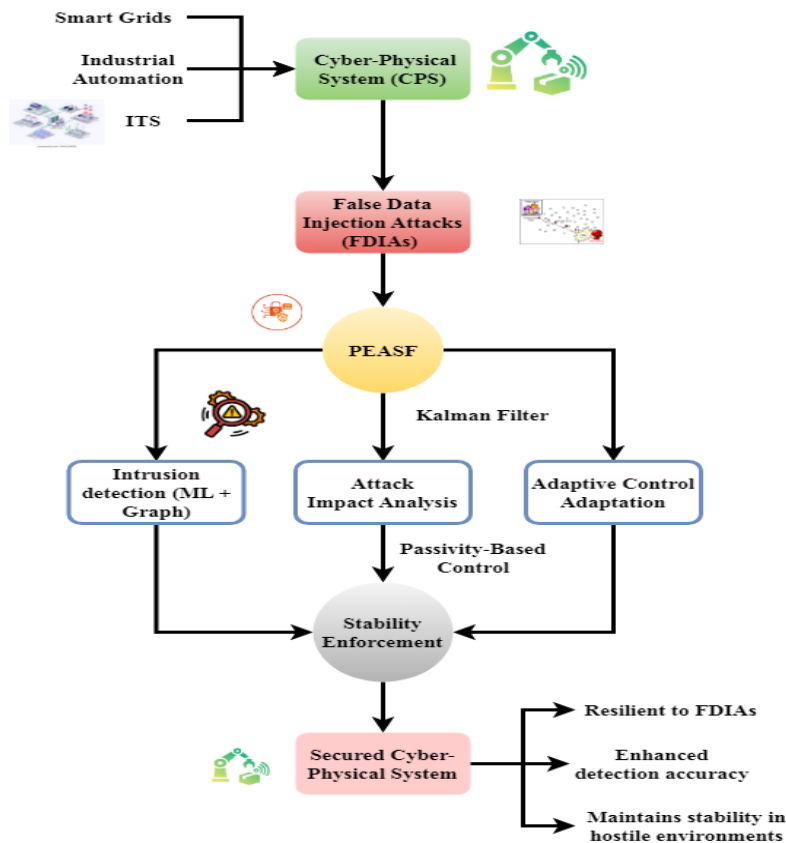 Smart Grids
Industrial
Automation
ITS
Cyber-Physical
System (CPS)
False Data
Injection Attacks
(FDIAs)
PEASF
Kalman Filter
Intrusion
detection (ML +
Graph)
Attack
Impact Analysis
Adaptive Control
Adaptation
Passivity-Based
Control
Stability
Enforcement
Secured Cyber-
Physical System
Resilient to FDIAs
Enhanced
detection accuracy
Maintains stability in
hostile environments